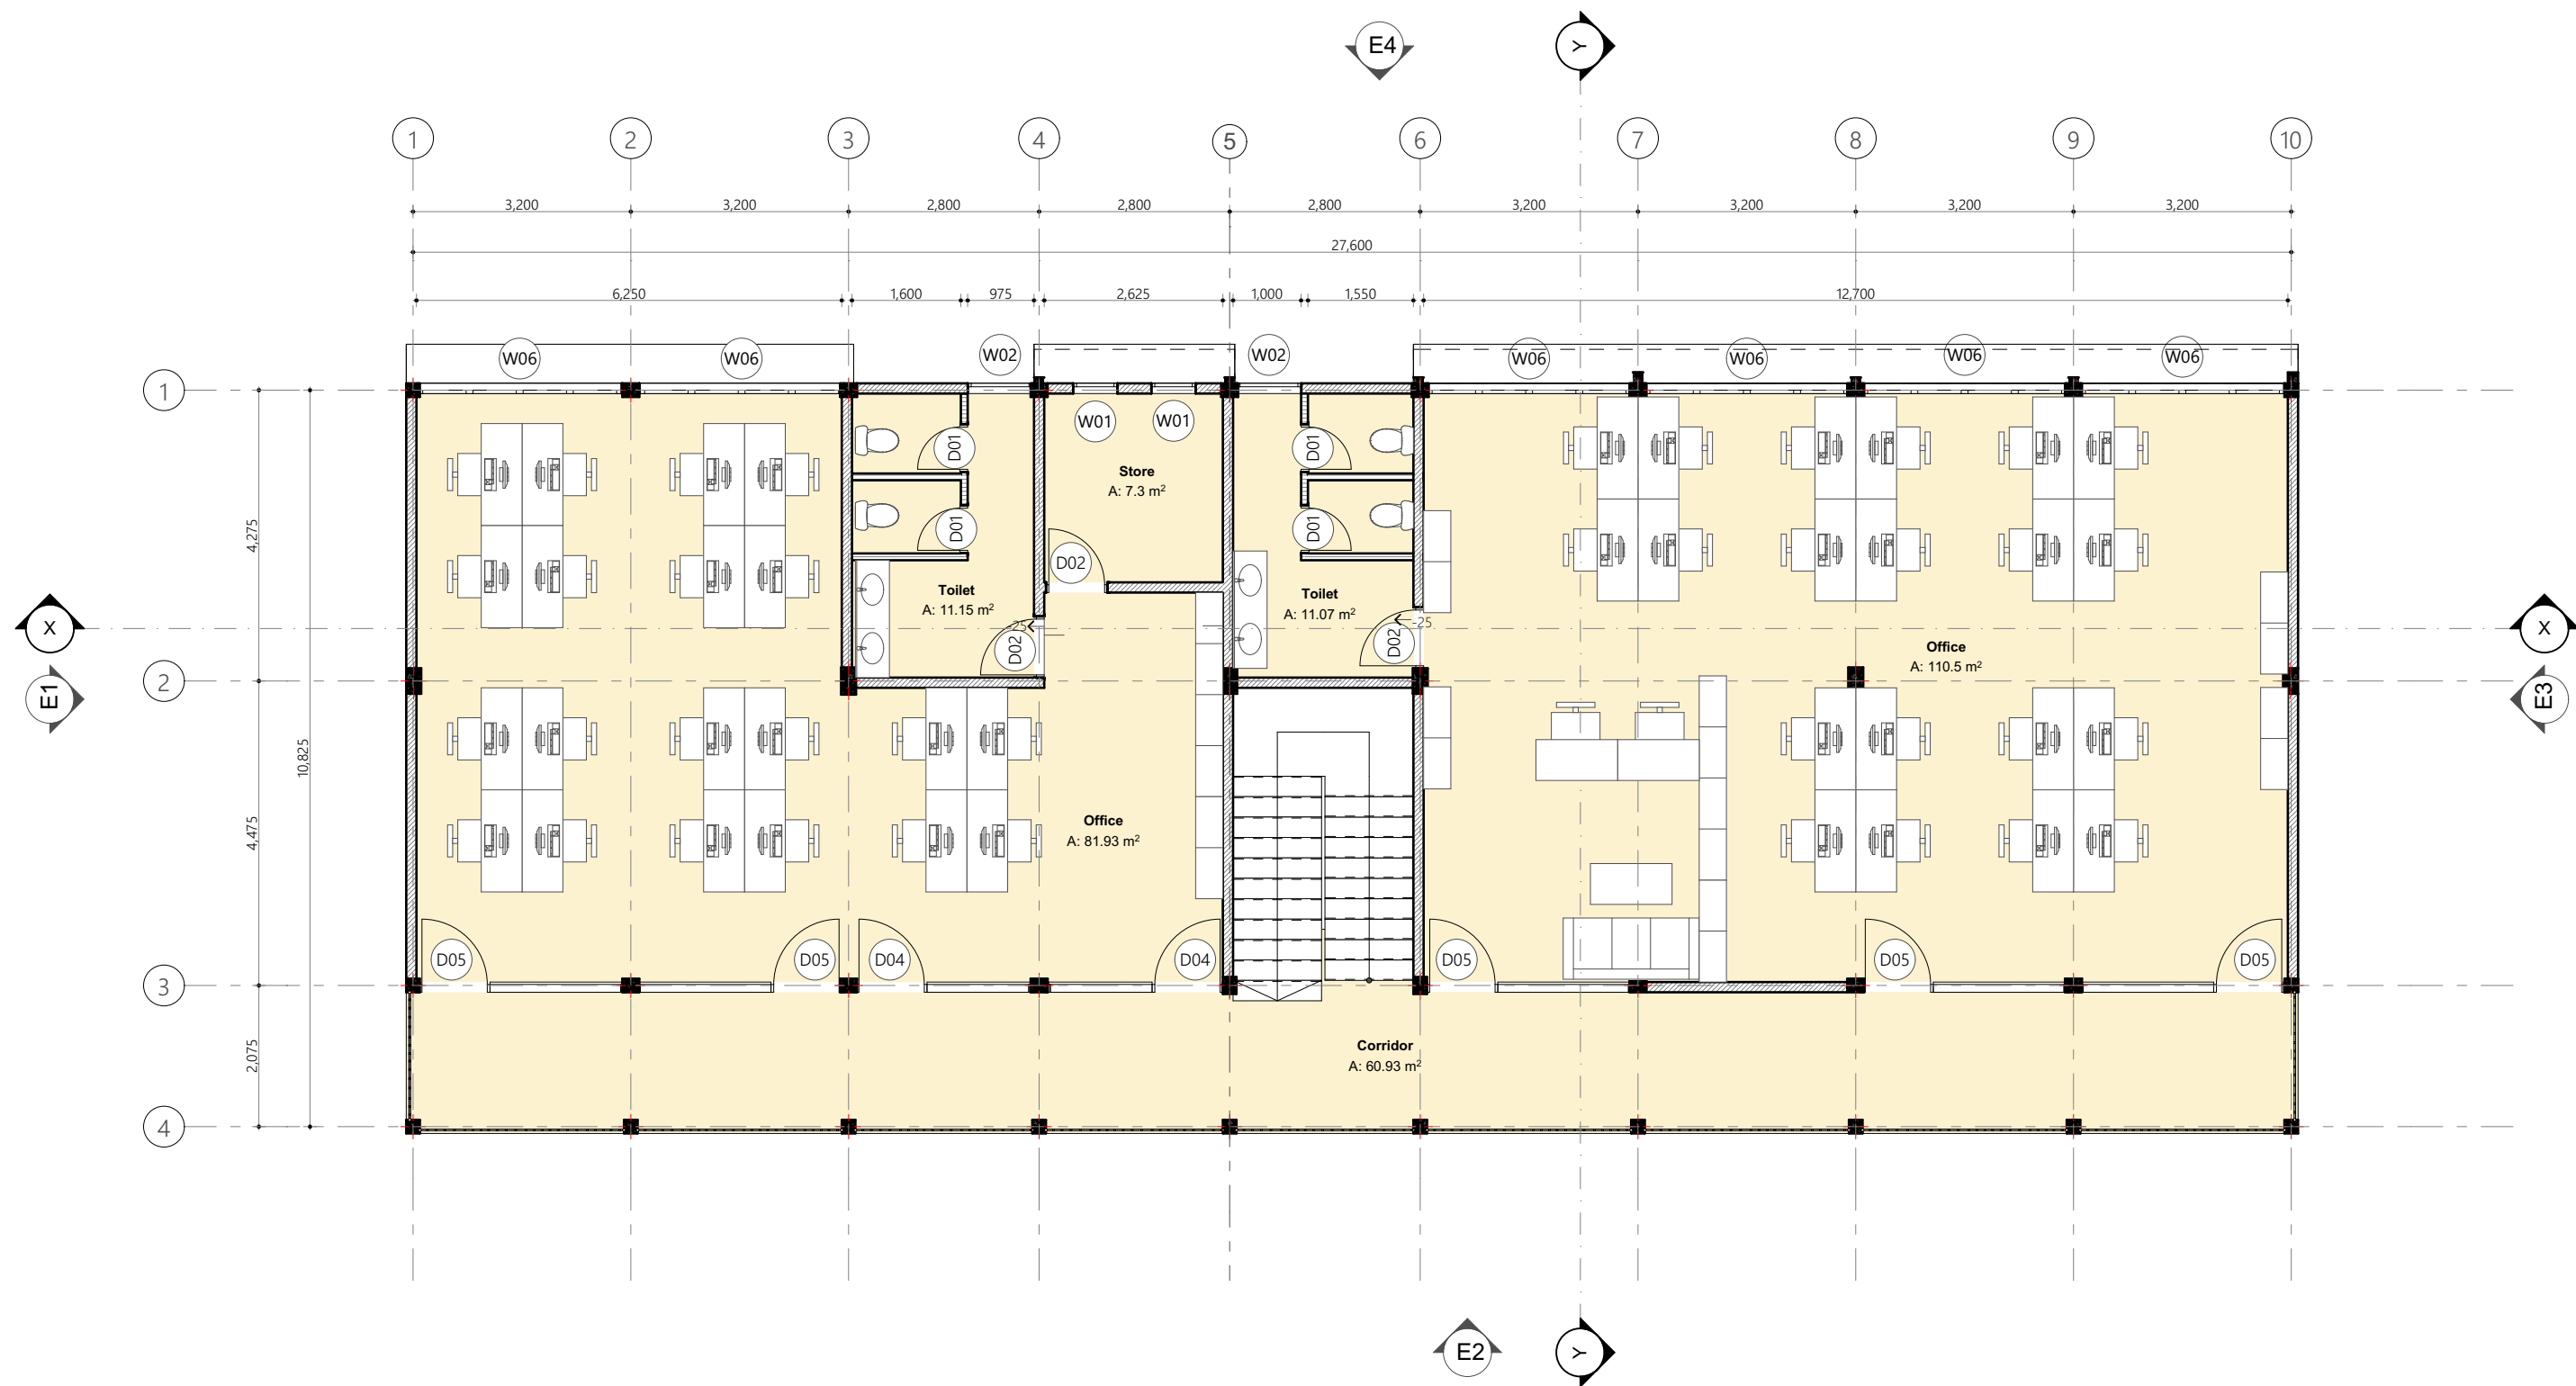 E4
Y
1 2 3 4 5 6 7 8 9 10
3,200 3,200 2,800 2,800 2,800 3,200 3,200 3,200 3,200
27,600
6,250 1,600 975 2,625 1,000 1,550 12,700
W06 W06 W02 W02 W06 W06 W06 W06
1
W01 W01
D01 D01
Store
A: 7.3 m²
D01 D01
4,275
D02
Toilet
A: 11.15 m²
Toilet
A: 11.07 m²
-25
-25
D02
D02
X
X
Office
A: 110.5 m²
2
E1
E3
10,825
4,475
Office
A: 81.93 m²
D05 D05 D04 D04 D05 D05 D05
3
2,075
Corridor
A: 60.93 m²
4
E2
Y